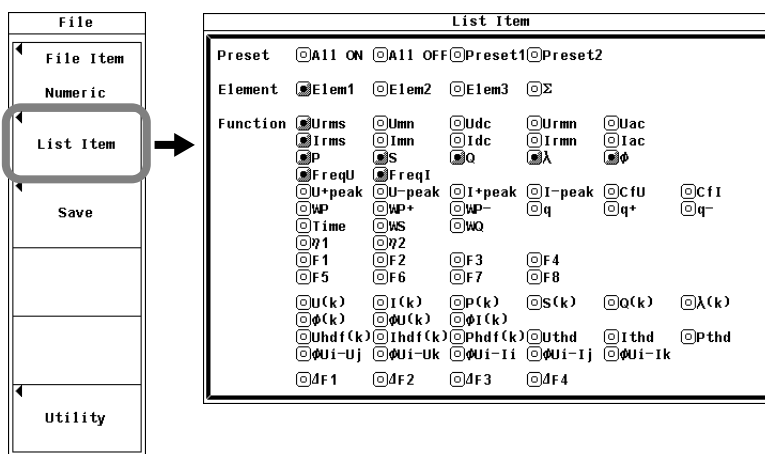 File
File Item
Numeric
List Item
Save
Utility
List Item
Preset All ON All OFF Preset1 Preset2
Element Elem1 Elem2 Elem3 Σ
Function Urms Umn Udc Urmn Uac
Irms Imn Idc Irmn Iac
P S Q λ ϕ
FreqU FreqI
U+peak U-peak I+peak I-peak CfU CfI
WP WP+ WP- q q+ q-
Time WS WQ
η1 η2
F1 F2 F3 F4
F5 F6 F7 F8
U(k) I(k) P(k) S(k) Q(k) λ(k)
ϕ(k) ϕU(k) ϕI(k)
Uhdf(k) Ihdf(k) Phdf(k) Uthd Ithd Pthd
ϕUi-Uj ϕUi-Uk ϕUi-Ii ϕUi-Ij ϕUi-Ik
ΔF1 ΔF2 ΔF3 ΔF4